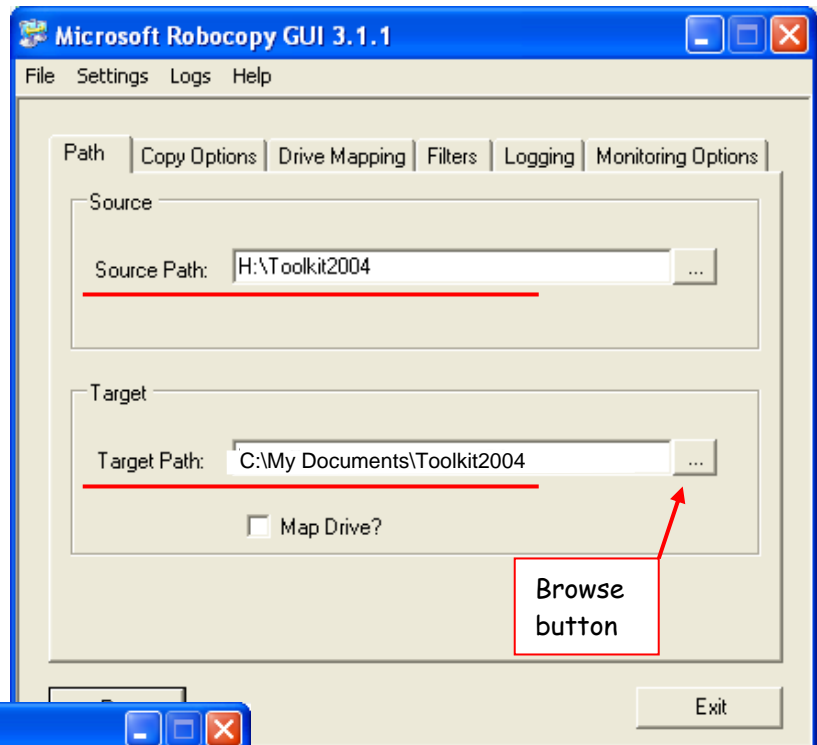 Microsoft Robocopy GUI 3.1.1
File Settings Logs Help
Path Copy Options Drive Mapping Filters Logging Monitoring Options
Source
Source Path: H:\Toolkit2004 ...
Target
Target Path: C:\My Documents\Toolkit2004 ...
Map Drive?
Browse
button
Exit